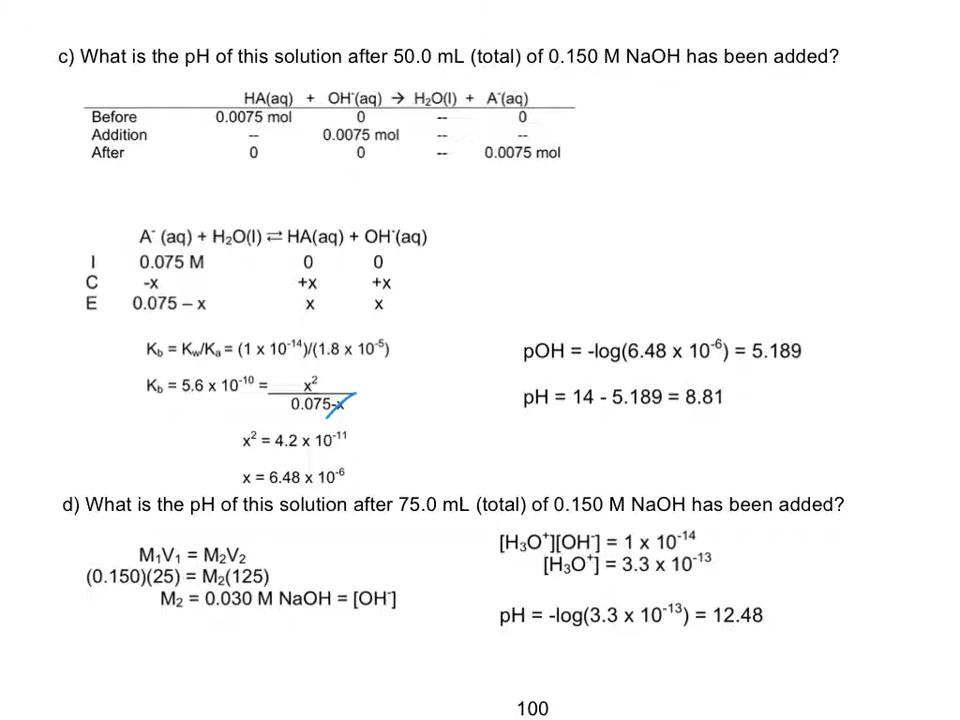 c) What is the pH of this solution after 50.0 mL (total) of 0.150 M NaOH has been added?
HA(aq) + OH⁻(aq) → H₂O(l) + A⁻(aq)
Before 0.0075 mol 0 -- 0
Addition -- 0.0075 mol -- --
After 0 0 -- 0.0075 mol
A⁻ (aq) + H₂O(l) ⇌ HA(aq) + OH⁻(aq)
I 0.075 M 0 0
C -x +x +x
E 0.075 – x x x
K_b = K_w/K_a = (1 x 10⁻¹⁴)/(1.8 x 10⁻⁵)
K_b = 5.6 x 10⁻¹⁰ = x²
0.075-x
x² = 4.2 x 10⁻¹¹
x = 6.48 x 10⁻⁶
pOH = -log(6.48 x 10⁻⁶) = 5.189
pH = 14 - 5.189 = 8.81
d) What is the pH of this solution after 75.0 mL (total) of 0.150 M NaOH has been added?
M₁V₁ = M₂V₂
(0.150)(25) = M₂(125)
M₂ = 0.030 M NaOH = [OH⁻]
[H₃O⁺][OH⁻] = 1 x 10⁻¹⁴
[H₃O⁺] = 3.3 x 10⁻¹³
pH = -log(3.3 x 10⁻¹³) = 12.48
100